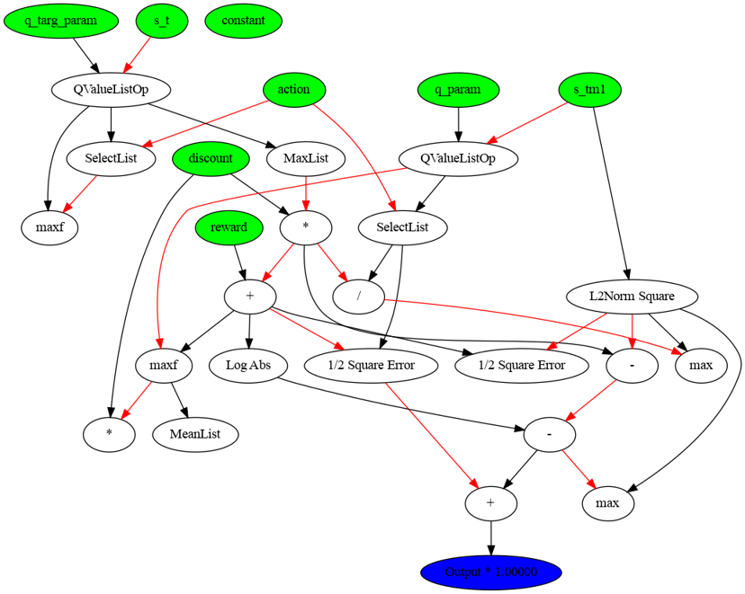 q_targ_param
s_t
constant
QValueListOp
action
q_param
s_tm1
SelectList
discount
MaxList
QValueListOp
maxf
reward
*
SelectList
+
/
L2Norm Square
maxf
Log Abs
1/2 Square Error
1/2 Square Error
-
max
*
MeanList
-
+
max
Output * 1.00000